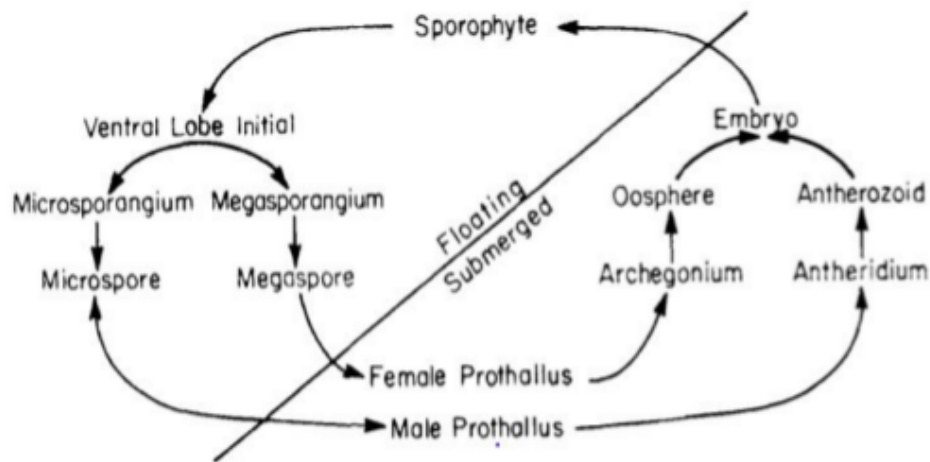 Sporophyte
Ventral Lobe Initial
Embryo
Microsporangium Megasporangium
Oosphere
Antherozoid
Floating
Submerged
Microspore
Megaspore
Archegonium
Antheridium
Female Prothallus
Male Prothallus